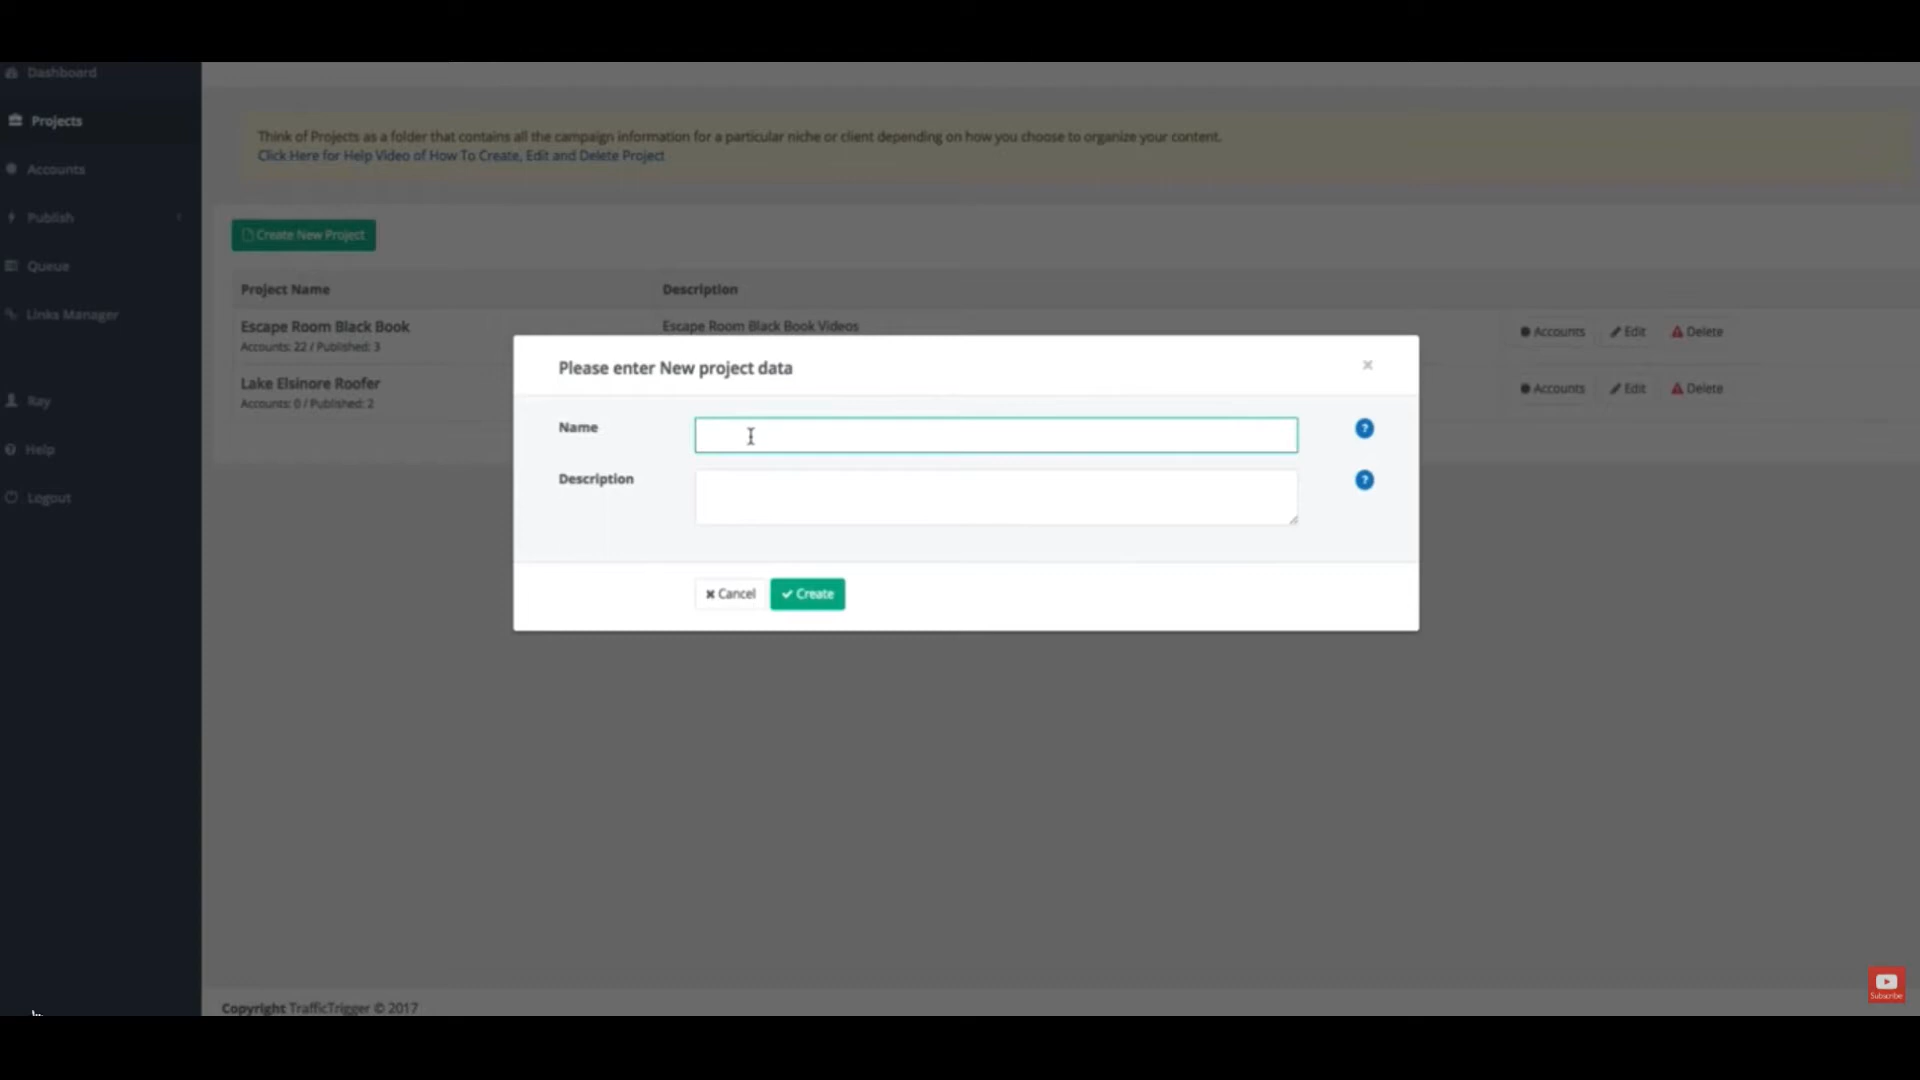 Dashboard
Projects
Accounts
Publish
Queue
Links Manager
Ray
Help
Logout
Think of Projects as a folder that contains all the campaign information for a particular niche or client depending on how you choose to organize your content.
Click Here for Help Video of How To Create, Edit and Delete Project
Create New Project
Project Name Description
Escape Room Black Book Escape Room Black Book Videos
Accounts: 22 / Published: 3 Accounts Edit Delete
Lake Elsinore Roofer
Accounts: 0 / Published: 2 Accounts Edit Delete
Please enter New project data ×
Name ?
Description ?
Cancel Create
Copyright TrafficTrigger © 2017
Subscribe